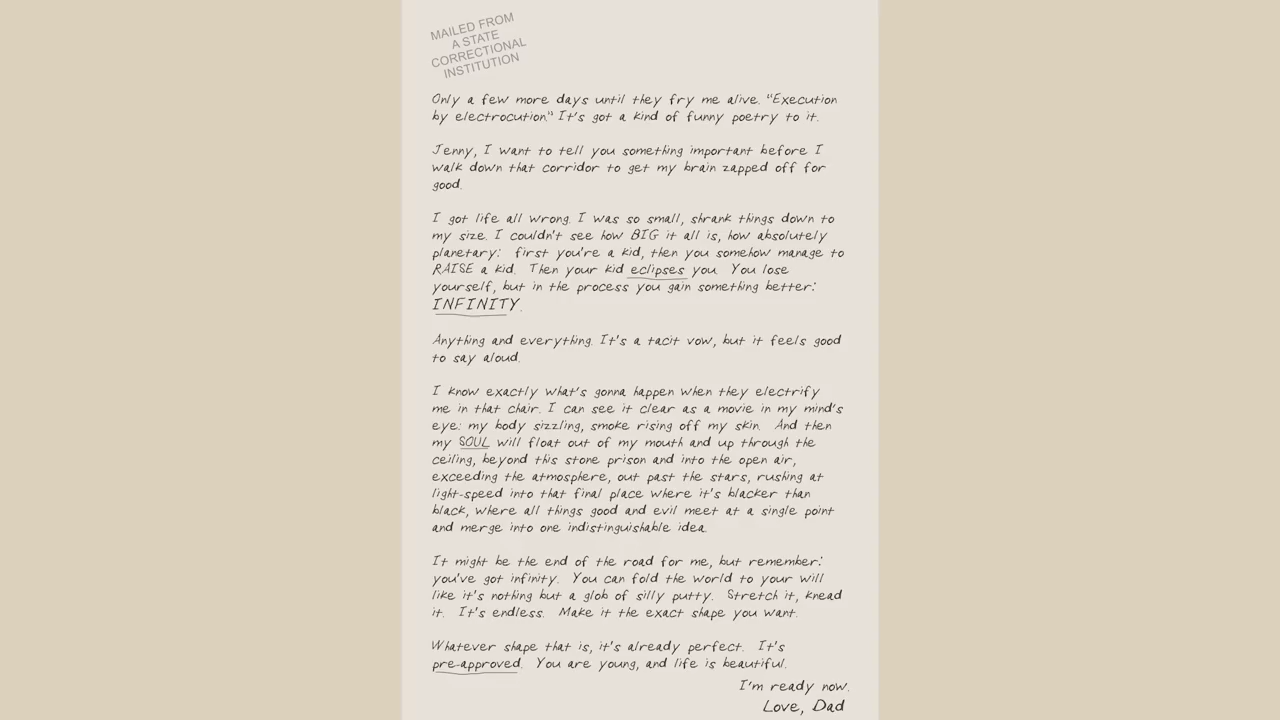 MAILED FROM
A STATE
CORRECTIONAL
INSTITUTION
Only a few more days until they fry me alive. "Execution
by electrocution." It's got a kind of funny poetry to it.
Jenny, I want to tell you something important before I
walk down that corridor to get my brain zapped off for
good.
I got life all wrong. I was so small, shrank things down to
my size. I couldn't see how BIG it all is, how absolutely
planetary: first you're a kid, then you somehow manage to
RAISE a kid. Then your kid eclipses you. You lose
yourself, but in the process you gain something better:
INFINITY.
Anything and everything. It's a tacit vow, but it feels good
to say aloud.
I know exactly what's gonna happen when they electrify
me in that chair. I can see it clear as a movie in my mind's
eye: my body sizzling, smoke rising off my skin. And then
my SOUL will float out of my mouth and up through the
ceiling, beyond this stone prison and into the open air,
exceeding the atmosphere, out past the stars, rushing at
light-speed into that final place where it's blacker than
black, where all things good and evil meet at a single point
and merge into one indistinguishable idea.
It might be the end of the road for me, but remember:
you've got infinity. You can fold the world to your will
like it's nothing but a glob of silly putty. Stretch it, knead
it. It's endless. Make it the exact shape you want.
Whatever shape that is, it's already perfect. It's
pre-approved. You are young, and life is beautiful.
I'm ready now.
Love, Dad